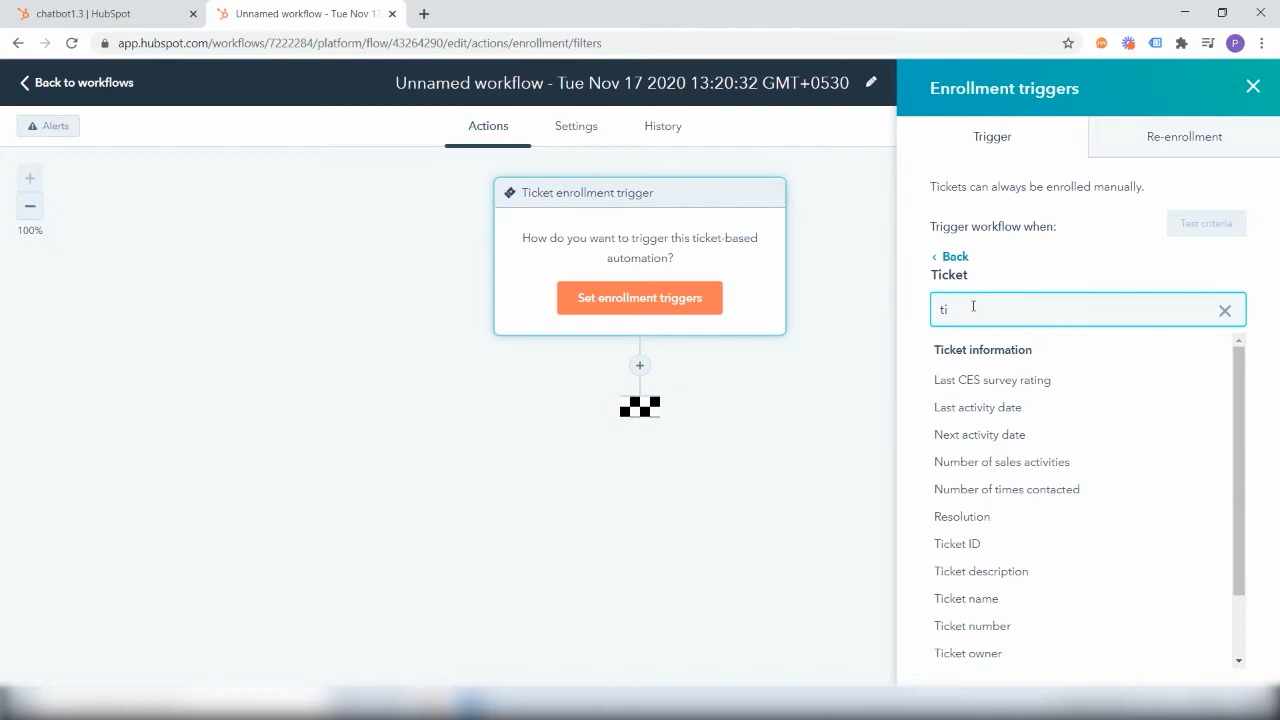 chatbot1.3 | HubSpot
Unnamed workflow - Tue Nov 17
app.hubspot.com/workflows/7222284/platform/flow/43264290/edit/actions/enrollment/filters
P
Back to workflows
Unnamed workflow - Tue Nov 17 2020 13:20:32 GMT+0530
Enrollment triggers
Alerts
Actions
Settings
History
Trigger
Re-enrollment
100%
Ticket enrollment trigger
How do you want to trigger this ticket-based
automation?
Set enrollment triggers
Tickets can always be enrolled manually.
Trigger workflow when:
Test criteria
Back
Ticket
ti
Ticket information
Last CES survey rating
Last activity date
Next activity date
Number of sales activities
Number of times contacted
Resolution
Ticket ID
Ticket description
Ticket name
Ticket number
Ticket owner